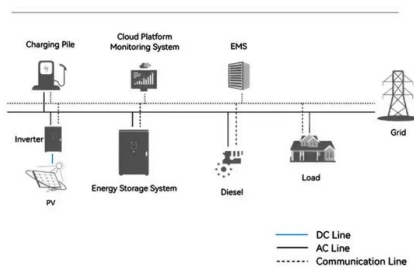 Charging Pile
Cloud Platform
Monitoring System
EMS
Grid
Inverter
PV
Energy Storage System
Diesel
Load
DC Line
AC Line
Communication Line